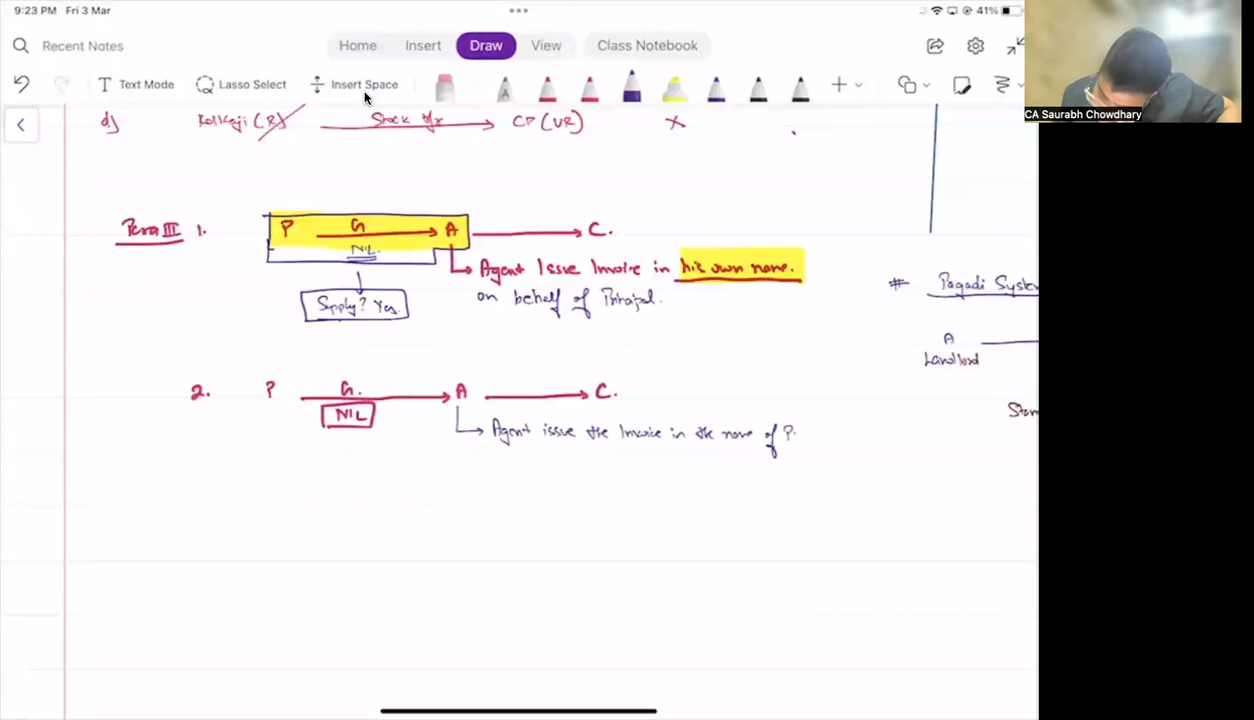 9:23 PM Fri 3 Mar
41%
Recent Notes
Home Insert Draw View Class Notebook
Text Mode Lasso Select Insert Space
CA Saurabh Chowdhary
d) Kalkaji (R) Stock t/r CP (UR) X
Para III 1. P G A C.
NIL
Agent Issue Invoice in his own name.
on behalf of Principal.
Supply? Yes.
# Pagadi System
A
Landlord
2. P G. A C.
NIL
Agent issue the Invoice in the name of P.